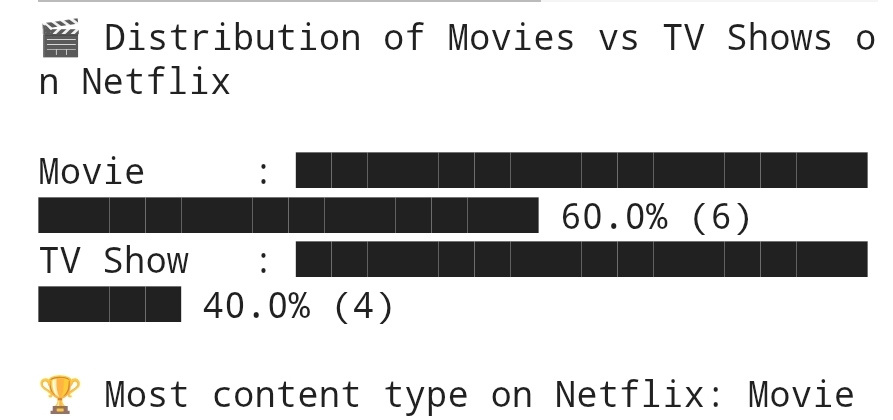 🎬 Distribution of Movies vs TV Shows o
n Netflix
Movie     : ████████████████████████
█████████████████████ 60.0% (6)
TV Show   : ████████████████████████
██████ 40.0% (4)
🏆 Most content type on Netflix: Movie